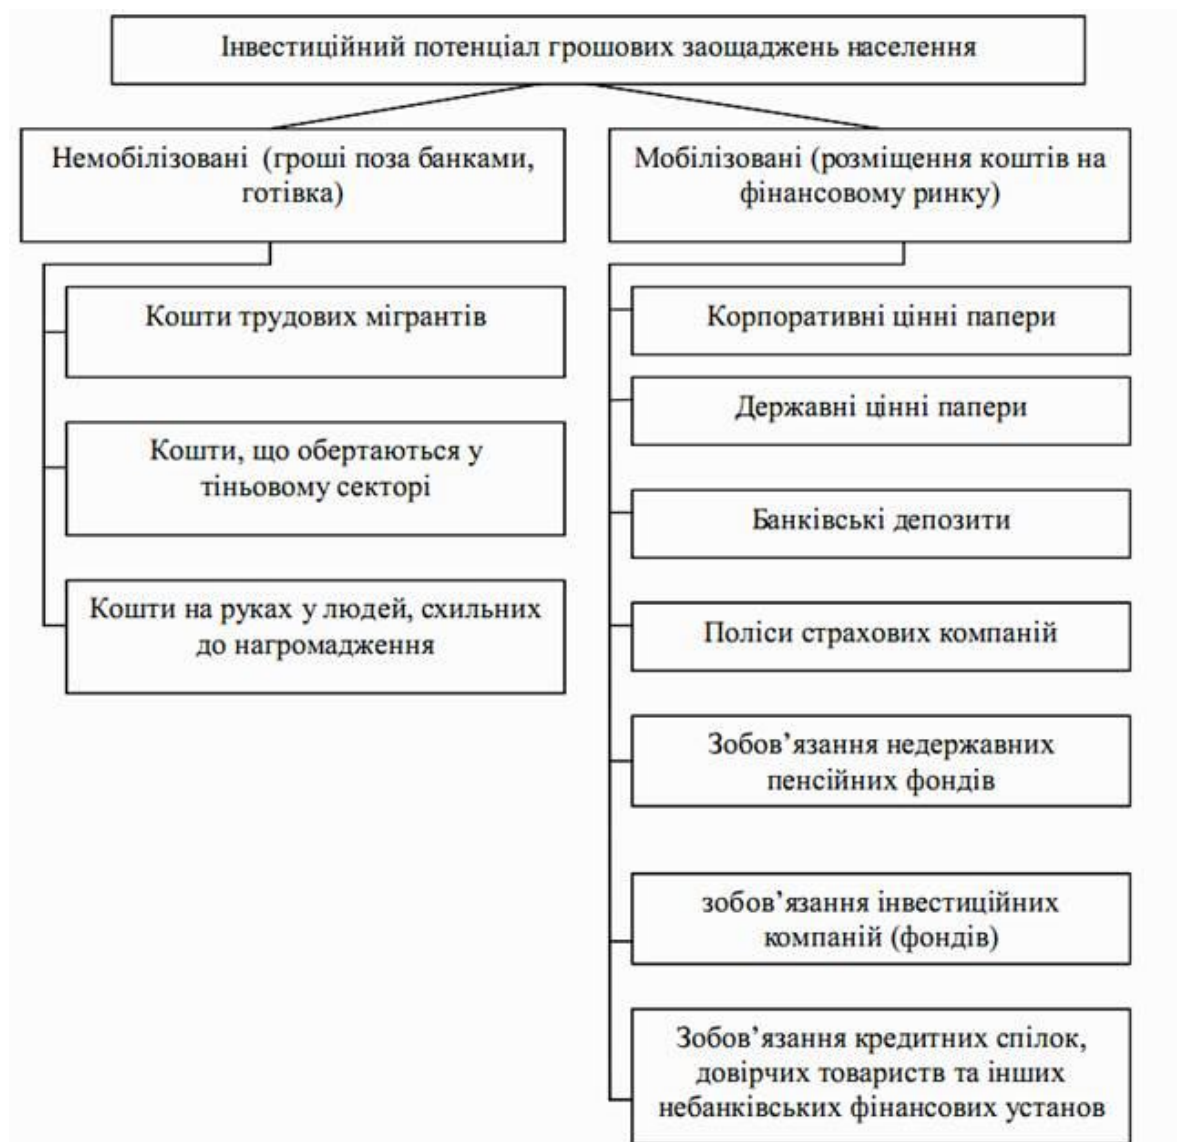 Інвестиційний потенціал грошових заощаджень населення
Немобілізовані (гроші поза банками,
готівка)
Кошти трудових мігрантів
Кошти, що обертаються у
тіньовому секторі
Кошти на руках у людей, схильних
до нагромадження
Мобілізовані (розміщення коштів на
фінансовому ринку)
Корпоративні цінні папери
Державні цінні папери
Банківські депозити
Поліси страхових компаній
Зобов’язання недержавних
пенсійних фондів
зобов’язання інвестиційних
компаній (фондів)
Зобов’язання кредитних спілок,
довірчих товариств та інших
небанківських фінансових установ